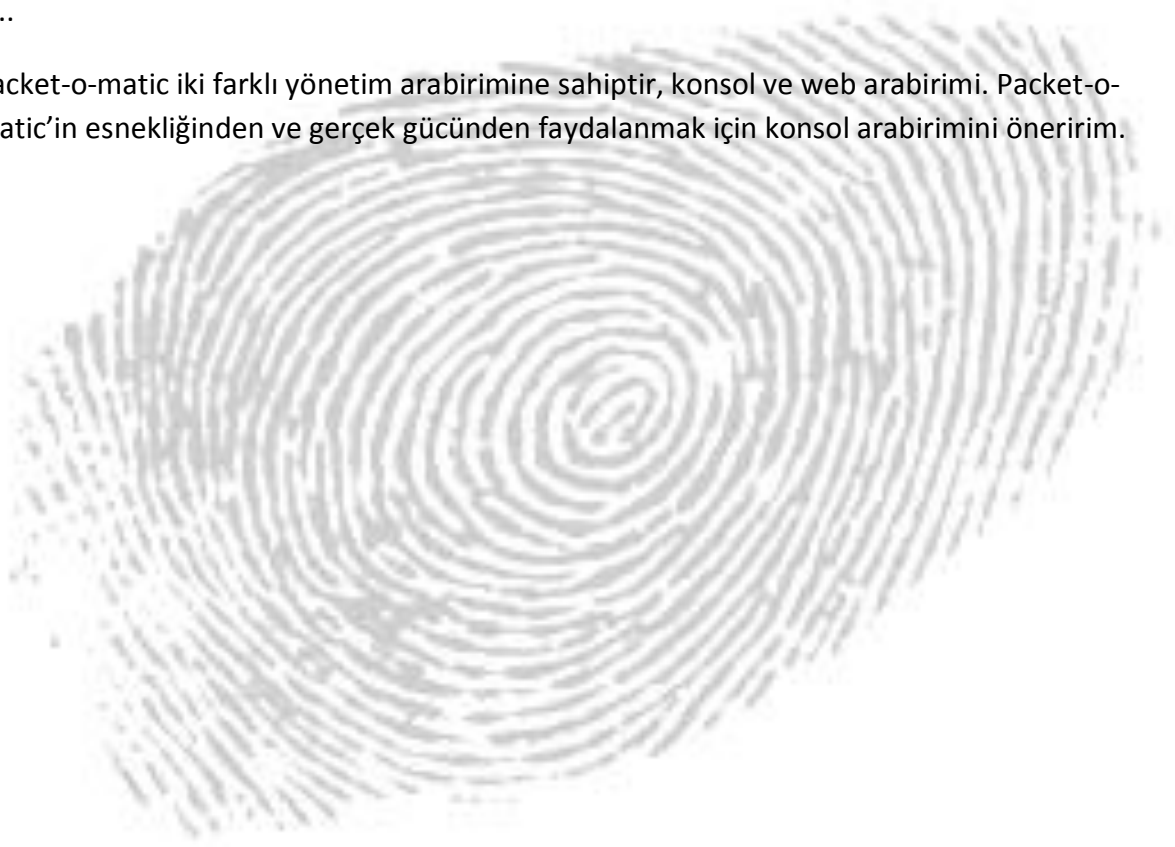 ..
acket-o-matic iki farklı yönetim arabirimine sahiptir, konsol ve web arabirimi. Packet-o-
atic’in esnekliğinden ve gerçek gücünden faydalanmak için konsol arabirimini öneririm.